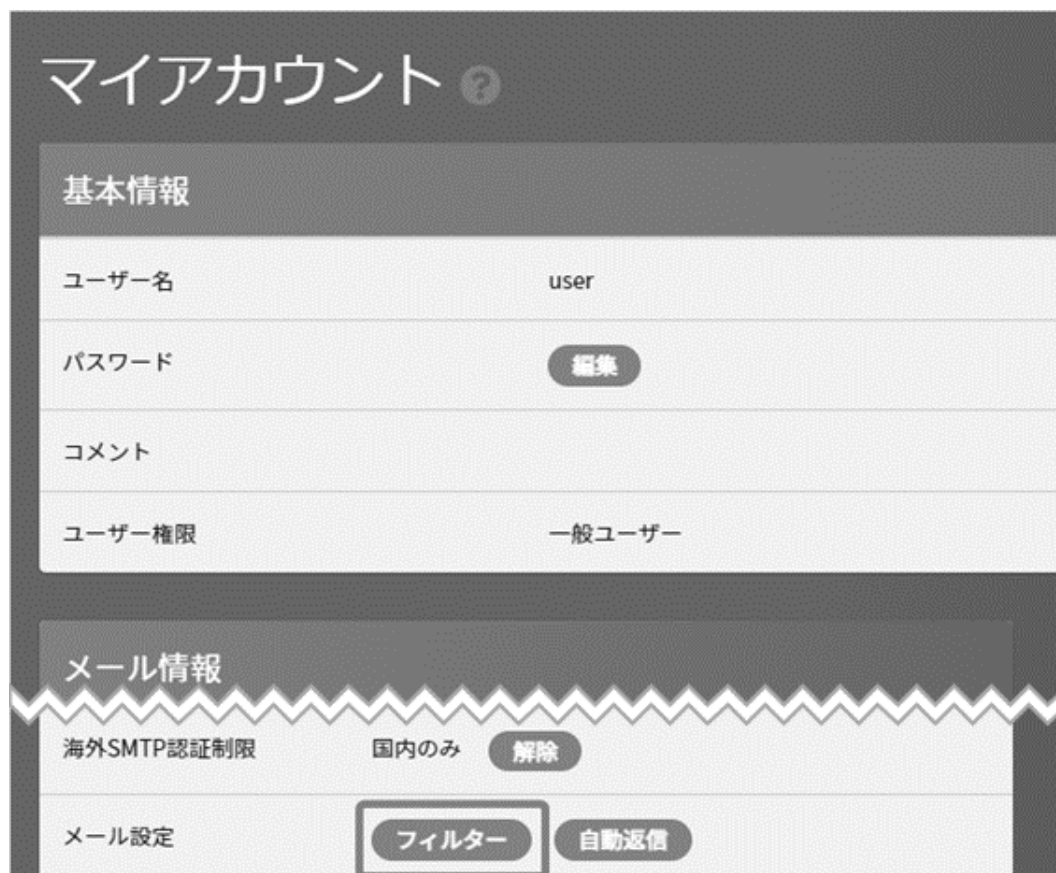 マイアカウント ?
基本情報
ユーザー名 user
パスワード 編集
コメント
ユーザー権限 一般ユーザー
メール情報
海外SMTP認証制限 国内のみ 解除
メール設定 フィルター 自動返信